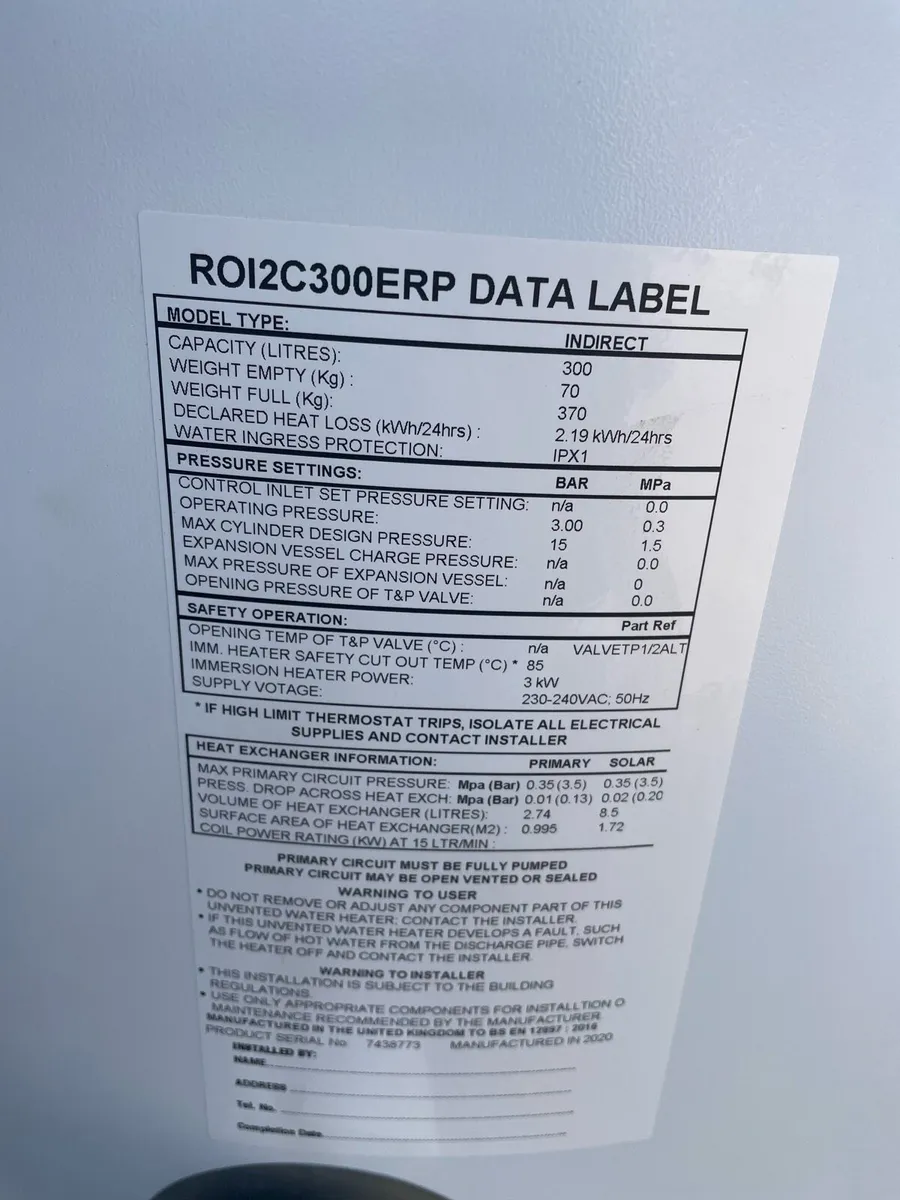 ROI2C300ERP DATA LABEL
MODEL TYPE: INDIRECT
CAPACITY (LITRES): 300
WEIGHT EMPTY (Kg) : 70
WEIGHT FULL (Kg): 370
DECLARED HEAT LOSS (kWh/24hrs) : 2.19 kWh/24hrs
WATER INGRESS PROTECTION: IPX1
PRESSURE SETTINGS: BAR MPa
CONTROL INLET SET PRESSURE SETTING: n/a 0.0
OPERATING PRESSURE: 3.00 0.3
MAX CYLINDER DESIGN PRESSURE: 15 1.5
EXPANSION VESSEL CHARGE PRESSURE: n/a 0.0
MAX PRESSURE OF EXPANSION VESSEL: n/a 0
OPENING PRESSURE OF T&P VALVE: n/a 0.0
SAFETY OPERATION: Part Ref
OPENING TEMP OF T&P VALVE (°C) : n/a VALVETP1/2ALT
IMM. HEATER SAFETY CUT OUT TEMP (°C) * 85
IMMERSION HEATER POWER: 3 kW
SUPPLY VOTAGE: 230-240VAC; 50Hz
* IF HIGH LIMIT THERMOSTAT TRIPS, ISOLATE ALL ELECTRICAL
SUPPLIES AND CONTACT INSTALLER
HEAT EXCHANGER INFORMATION: PRIMARY SOLAR
MAX PRIMARY CIRCUIT PRESSURE: Mpa (Bar) 0.35 (3.5) 0.35 (3.5)
PRESS. DROP ACROSS HEAT EXCH: Mpa (Bar) 0.01 (0.13) 0.02 (0.20
VOLUME OF HEAT EXCHANGER (LITRES): 2.74 8.5
SURFACE AREA OF HEAT EXCHANGER(M2) : 0.995 1.72
COIL POWER RATING (KW) AT 15 LTR/MIN :
PRIMARY CIRCUIT MUST BE FULLY PUMPED
PRIMARY CIRCUIT MAY BE OPEN VENTED OR SEALED
WARNING TO USER
• DO NOT REMOVE OR ADJUST ANY COMPONENT PART OF THIS
UNVENTED WATER HEATER; CONTACT THE INSTALLER.
• IF THIS UNVENTED WATER HEATER DEVELOPS A FAULT, SUCH
AS FLOW OF HOT WATER FROM THE DISCHARGE PIPE, SWITCH
THE HEATER OFF AND CONTACT THE INSTALLER.
WARNING TO INSTALLER
• THIS INSTALLATION IS SUBJECT TO THE BUILDING
REGULATIONS.
• USE ONLY APPROPRIATE COMPONENTS FOR INSTALLTION O
MAINTENANCE RECOMMENDED BY THE MANUFACTURER.
MANUFACTURED IN THE UNITED KINGDOM TO BS EN 12897 : 2016
PRODUCT SERIAL No 7438773 MANUFACTURED IN 2020
INSTALLED BY:
NAME
ADDRESS
Tel. No.
Completion Date